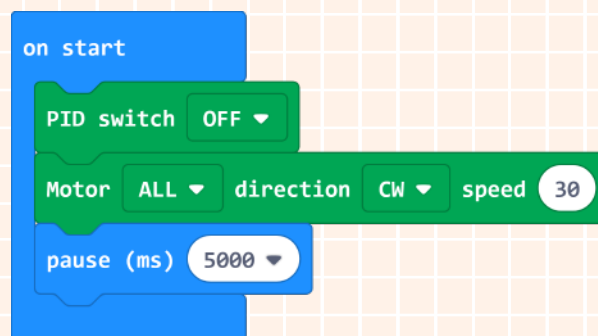 on start
PID switch OFF
Motor ALL direction CW speed 30
pause (ms) 5000